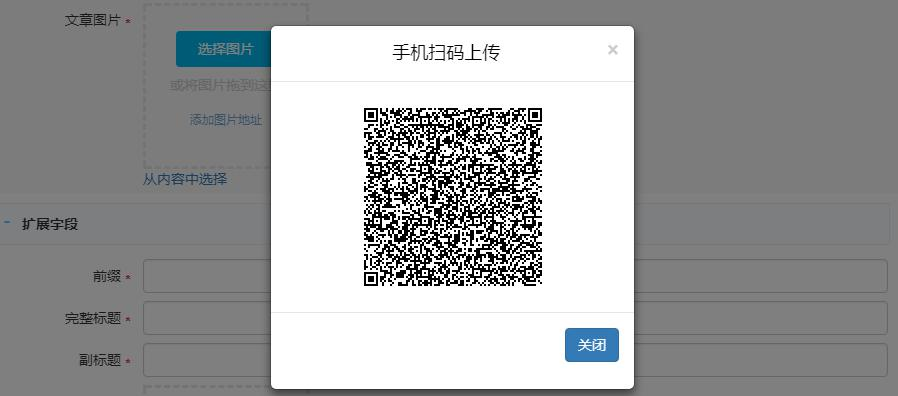 文章图片 *
选择图片
或将图片拖到这
添加图片地址
从内容中选择
手机扫码上传 ×
关闭
- 扩展字段
前缀 *
完整标题 *
副标题 *